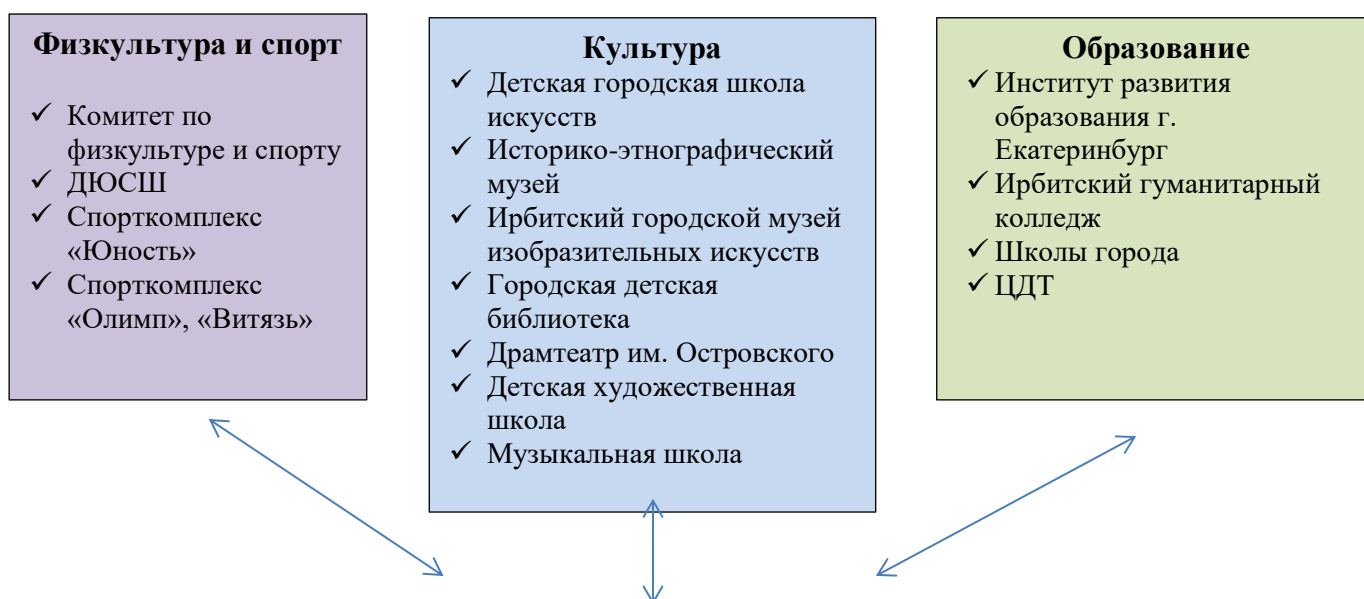 Физкультура и спорт
Комитет по
физкультуре и спорту
ДЮСШ
Спорткомплекс
«Юность»
Спорткомплекс
«Олимп», «Витязь»
Культура
Детская городская школа
искусств
Историко-этнографический
музей
Ирбитский городской музей
изобразительных искусств
Городская детская
библиотека
Драмтеатр им. Островского
Детская художественная
школа
Музыкальная школа
Образование
Институт развития
образования г.
Екатеринбург
Ирбитский гуманитарный
колледж
Школы города
ЦДТ